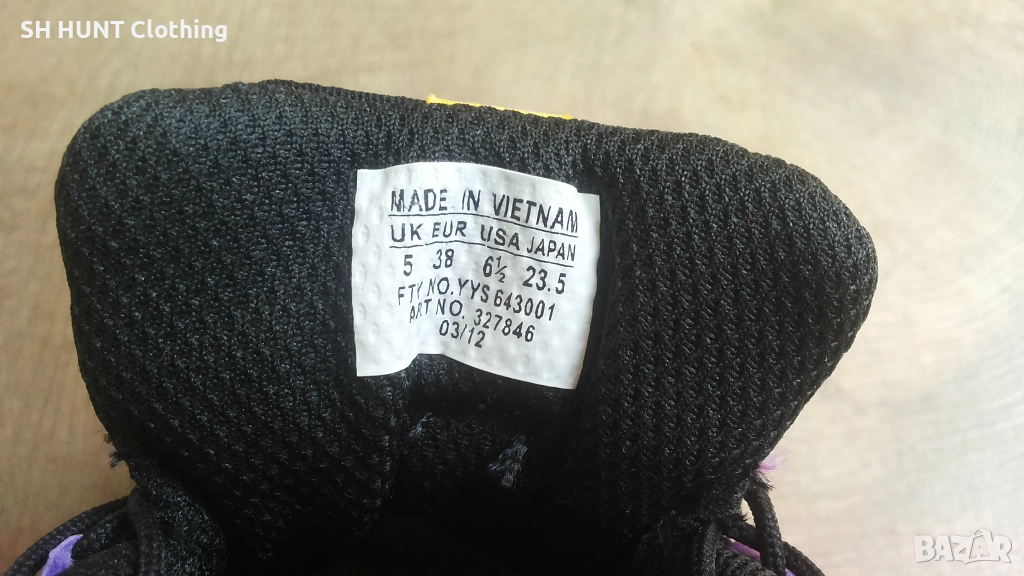 SH HUNT Clothing
MADE IN VIETNAM
UK EUR USA JAPAN
5 38 6½ 23.5
FTY NO. YYS 643001
ART NO. 327846
03/12
BAZAR